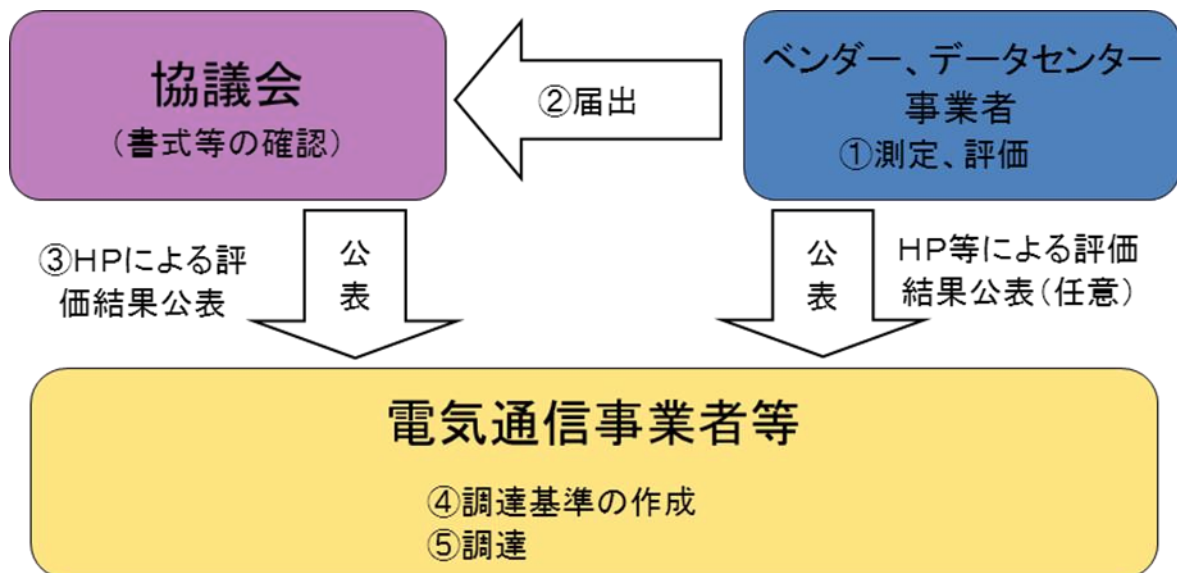 協議会
（書式等の確認）
②届出
ベンダー、データセンター
事業者
①測定、評価
③ＨＰによる評
価結果公表
公
表
公
表
ＨＰ等による評価
結果公表（任意）
電気通信事業者等
④調達基準の作成
⑤調達